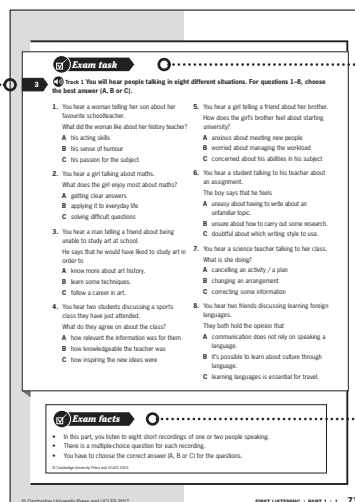 Exam task
3
Track 1 You will hear people talking in eight different situations. For questions 1–8, choose
the best answer (A, B or C).
1. You hear a woman telling her son about her
favourite schoolteacher.
What did the woman like about her history teacher?
A his acting skills
B his sense of humour
C his passion for the subject
2. You hear a girl talking about maths.
What does the girl enjoy most about maths?
A getting clear answers
B applying it to everyday life
C solving difficult questions
3. You hear a man telling a friend about being
unable to study art at school.
He says that he would have liked to study art in
order to
A know more about art history.
B learn some techniques.
C follow a career in art.
4. You hear two students discussing a sports
class they have just attended.
What do they agree on about the class?
A how relevant the information was for them
B how knowledgeable the teacher was
C how inspiring the new ideas were
5. You hear a girl telling a friend about her brother.
How does the girl's brother feel about starting
university?
A anxious about meeting new people
B worried about managing the workload
C concerned about his abilities in his subject
6. You hear a student talking to his teacher about
an assignment.
The boy says that he feels
A uneasy about having to write about an
unfamiliar topic.
B unsure about how to carry out some research.
C doubtful about which writing style to use.
7. You hear a science teacher talking to her class.
What is she doing?
A cancelling an activity / a plan
B changing an arrangement
C correcting some information
8. You hear two friends discussing learning foreign
languages.
They both hold the opinion that
A communication does not rely on speaking a
language.
B it's possible to learn about culture through
language.
C learning languages is essential for travel.
Exam facts
• In this part, you listen to eight short recordings of one or two people speaking.
• There is a multiple-choice question for each recording.
• You have to choose the correct answer (A, B or C) for the questions.
© Cambridge University Press and UCLES 2015
© Cambridge University Press and UCLES 2017
FIRST LISTENING | PART 1 | 1